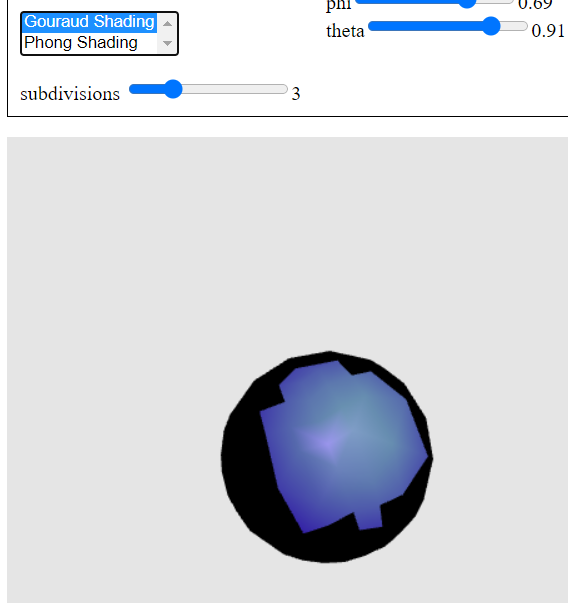 phi 0.69
Gouraud Shading
Phong Shading
theta 0.91
subdivisions 3